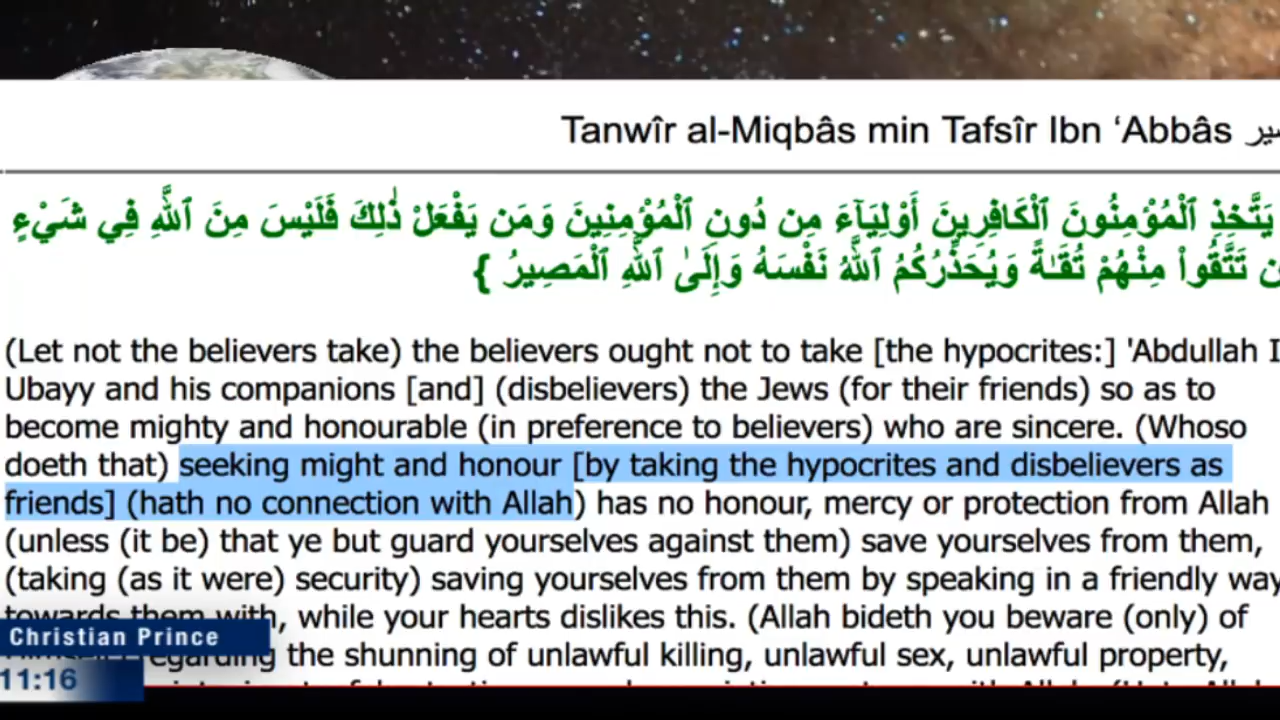 Tanwîr al-Miqbâs min Tafsîr Ibn ‘Abbâs
يَتَّخِذِ ٱلْمُؤْمِنُونَ ٱلْكَافِرِينَ أَوْلِيَآءَ مِن دُونِ ٱلْمُؤْمِنِينَ وَمَن يَفْعَلْ ذٰلِكَ فَلَيْسَ مِنَ ٱللَّهِ فِي شَيْءٍ
تَتَّقُواْ مِنْهُمْ تُقَـٰةً وَيُحَذِّرُكُمُ ٱللَّهُ نَفْسَهُ وَإِلَىٰ ٱللَّهِ ٱلْمَصِيرُ }
(Let not the believers take) the believers ought not to take [the hypocrites:] 'Abdullah
Ubayy and his companions [and] (disbelievers) the Jews (for their friends) so as to
become mighty and honourable (in preference to believers) who are sincere. (Whoso
doeth that) seeking might and honour [by taking the hypocrites and disbelievers as
friends] (hath no connection with Allah) has no honour, mercy or protection from Allah
(unless (it be) that ye but guard yourselves against them) save yourselves from them,
(taking (as it were) security) saving yourselves from them by speaking in a friendly way
towards them with, while your hearts dislikes this. (Allah bideth you beware (only) of
regarding the shunning of unlawful killing, unlawful sex, unlawful property,
Christian Prince
11:16